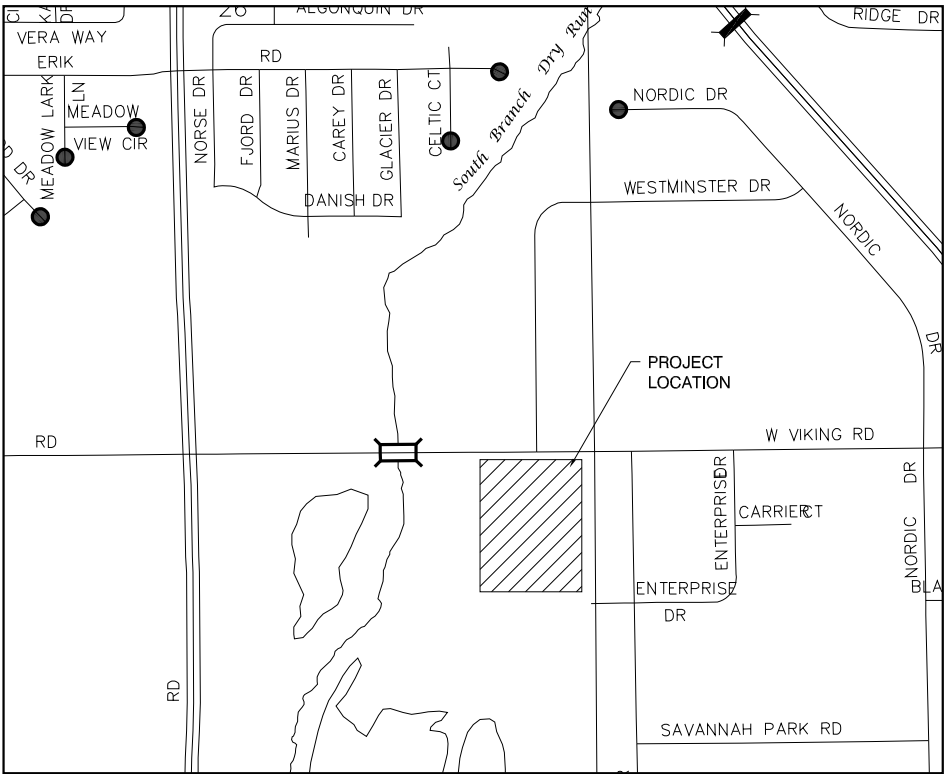 ALGONQUIN DR
RIDGE DR
VERA WAY
ERIK
RD
MEADOW LARK
LN
MEADOW
VIEW CIR
NORSE DR
FJORD DR
MARIUS DR
CAREY DR
GLACIER DR
CELTIC CT
DANISH DR
South Branch Dry Run
NORDIC DR
WESTMINSTER DR
NORDIC
DR
PROJECT
LOCATION
RD
W VIKING RD
ENTERPRISE
DR
CARRIER CT
NORDIC DR
ENTERPRISE
DR
RD
SAVANNAH PARK RD